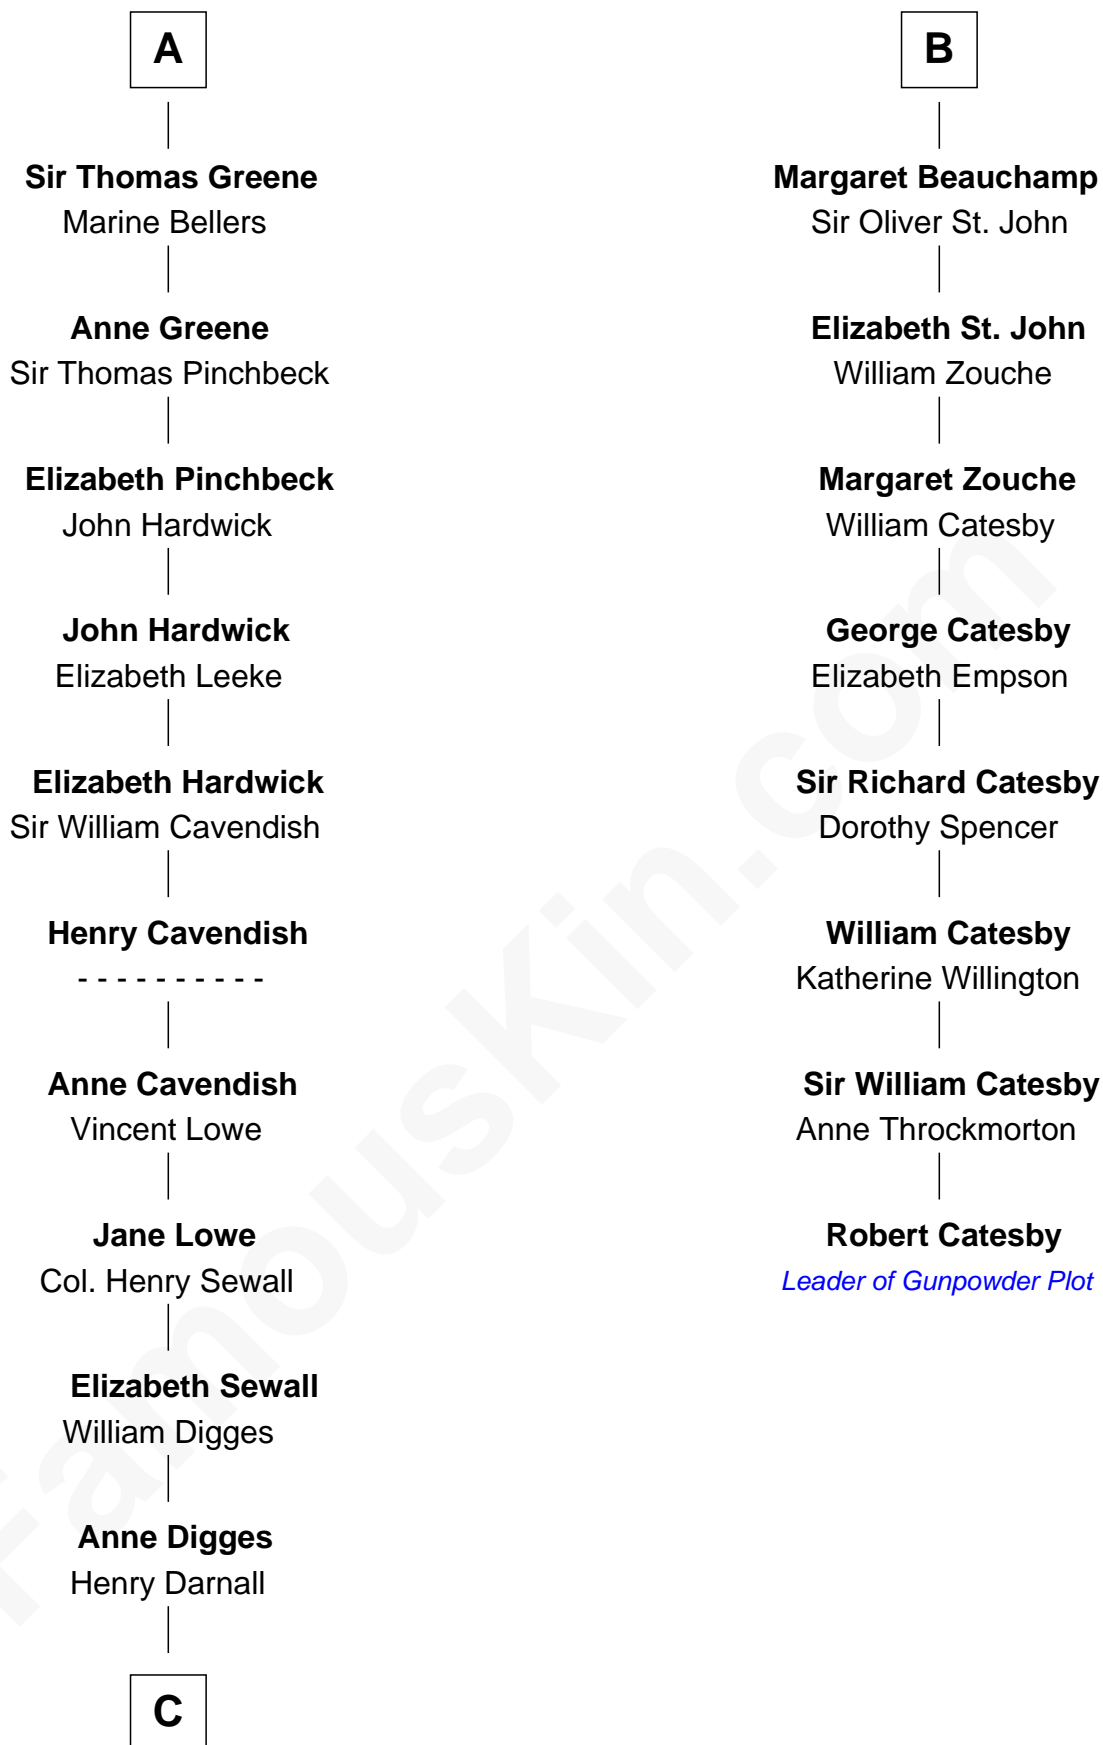 A
Sir Thomas Greene
Marine Bellers
Anne Greene
Sir Thomas Pinchbeck
Elizabeth Pinchbeck
John Hardwick
John Hardwick
Elizabeth Leeke
Elizabeth Hardwick
Sir William Cavendish
Henry Cavendish
- - - - - - - - - -
Anne Cavendish
Vincent Lowe
Jane Lowe
Col. Henry Sewall
Elizabeth Sewall
William Digges
Anne Digges
Henry Darnall
C
B
Margaret Beauchamp
Sir Oliver St. John
Elizabeth St. John
William Zouche
Margaret Zouche
William Catesby
George Catesby
Elizabeth Empson
Sir Richard Catesby
Dorothy Spencer
William Catesby
Katherine Willington
Sir William Catesby
Anne Throckmorton
Robert Catesby
Leader of Gunpowder Plot
FamousKin.com